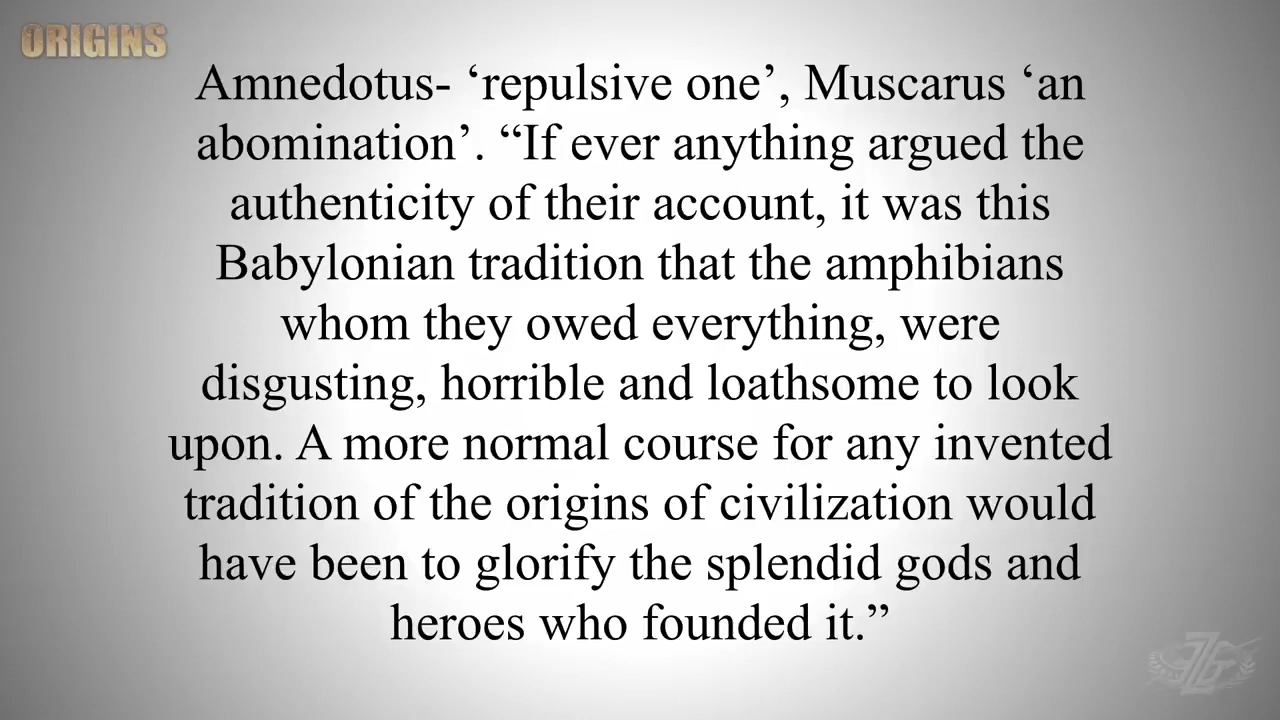 ORIGINS
Amnedotus- ‘repulsive one’, Muscarus ‘an
abomination’. “If ever anything argued the
authenticity of their account, it was this
Babylonian tradition that the amphibians
whom they owed everything, were
disgusting, horrible and loathsome to look
upon. A more normal course for any invented
tradition of the origins of civilization would
have been to glorify the splendid gods and
heroes who founded it.”